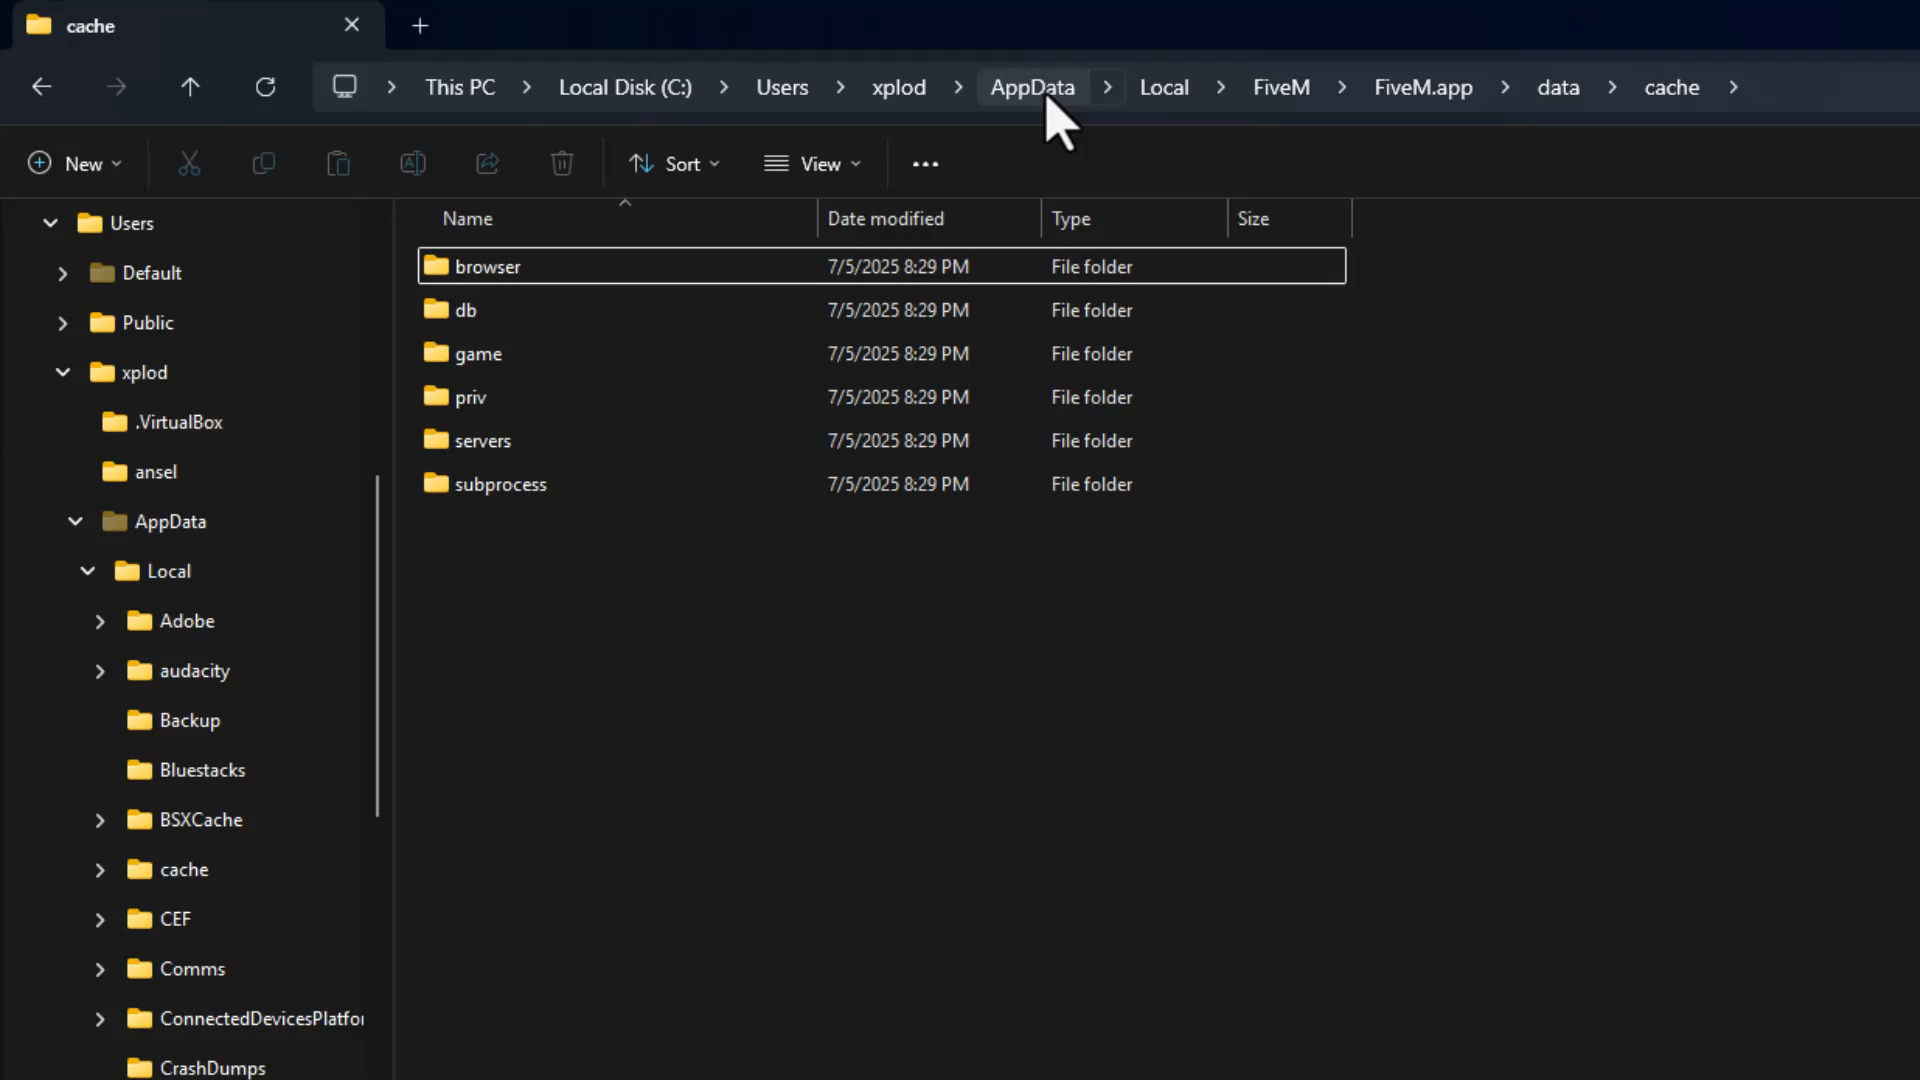 cache
This PC Local Disk (C:) Users xplod AppData Local FiveM FiveM.app data cache
New Sort View
Name Date modified Type Size
browser 7/5/2025 8:29 PM File folder
db 7/5/2025 8:29 PM File folder
game 7/5/2025 8:29 PM File folder
priv 7/5/2025 8:29 PM File folder
servers 7/5/2025 8:29 PM File folder
subprocess 7/5/2025 8:29 PM File folder
Users
Default
Public
xplod
.VirtualBox
ansel
AppData
Local
Adobe
audacity
Backup
Bluestacks
BSXCache
cache
CEF
Comms
ConnectedDevicesPlatfor
CrashDumps